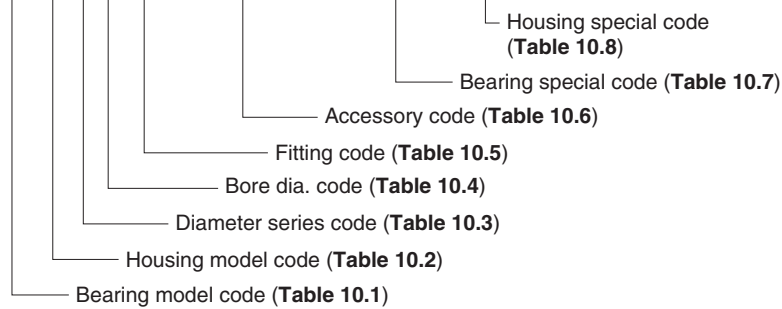 Housing special code
(Table 10.8)
Bearing special code (Table 10.7)
Accessory code (Table 10.6)
Fitting code (Table 10.5)
Bore dia. code (Table 10.4)
Diameter series code (Table 10.3)
Housing model code (Table 10.2)
Bearing model code (Table 10.1)